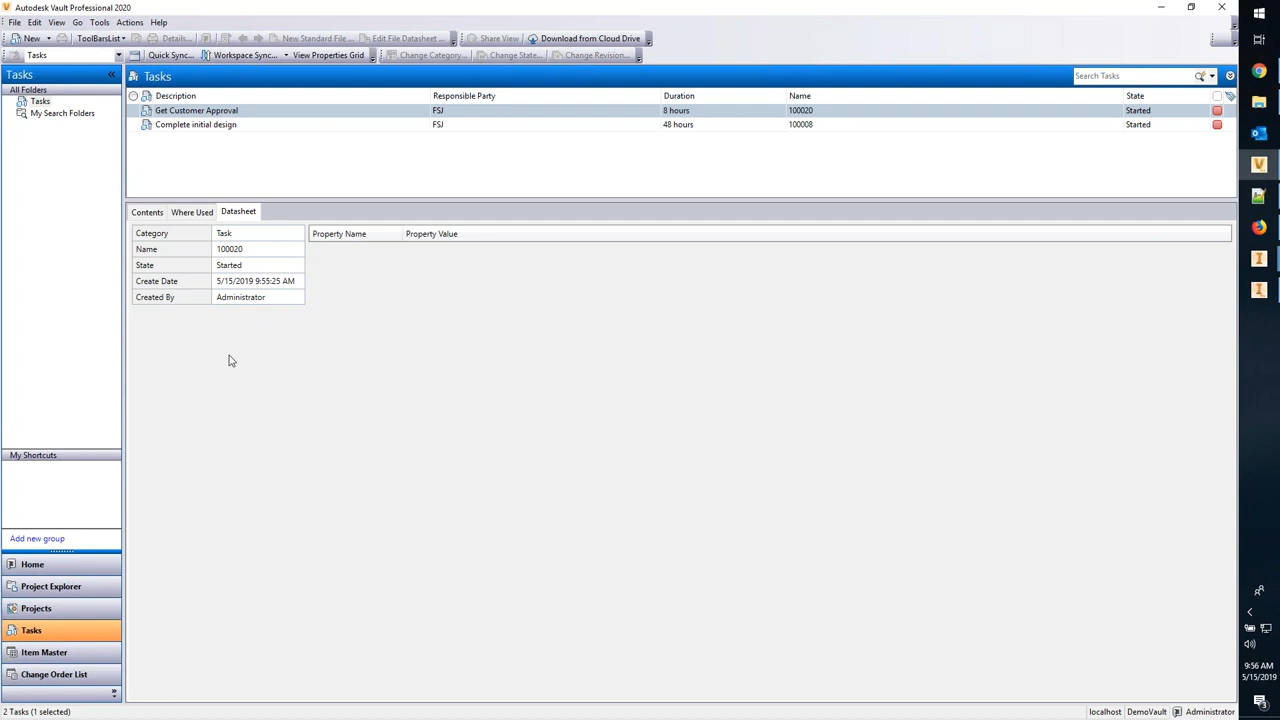 Autodesk Vault Professional 2020
File Edit View Go Tools Actions Help
New ToolBarsList Details... New Standard File ... Edit File Datasheet ... Share View Download from Cloud Drive
Tasks Quick Sync... Workspace Sync... View Properties Grid Change Category... Change State... Change Revision...
Tasks «
Tasks
Search Tasks
All Folders
Tasks
My Search Folders
Description Responsible Party Duration Name State
Get Customer Approval FSJ 8 hours 100020 Started
Complete initial design FSJ 48 hours 100008 Started
Contents Where Used Datasheet
Category Task
Name 100020
State Started
Create Date 5/15/2019 9:55:25 AM
Created By Administrator
Property Name Property Value
My Shortcuts
Add new group
Home
Project Explorer
Projects
Tasks
Item Master
Change Order List
»
2 Tasks (1 selected)
localhost DemoVault Administrator
9:56 AM
5/15/2019
3